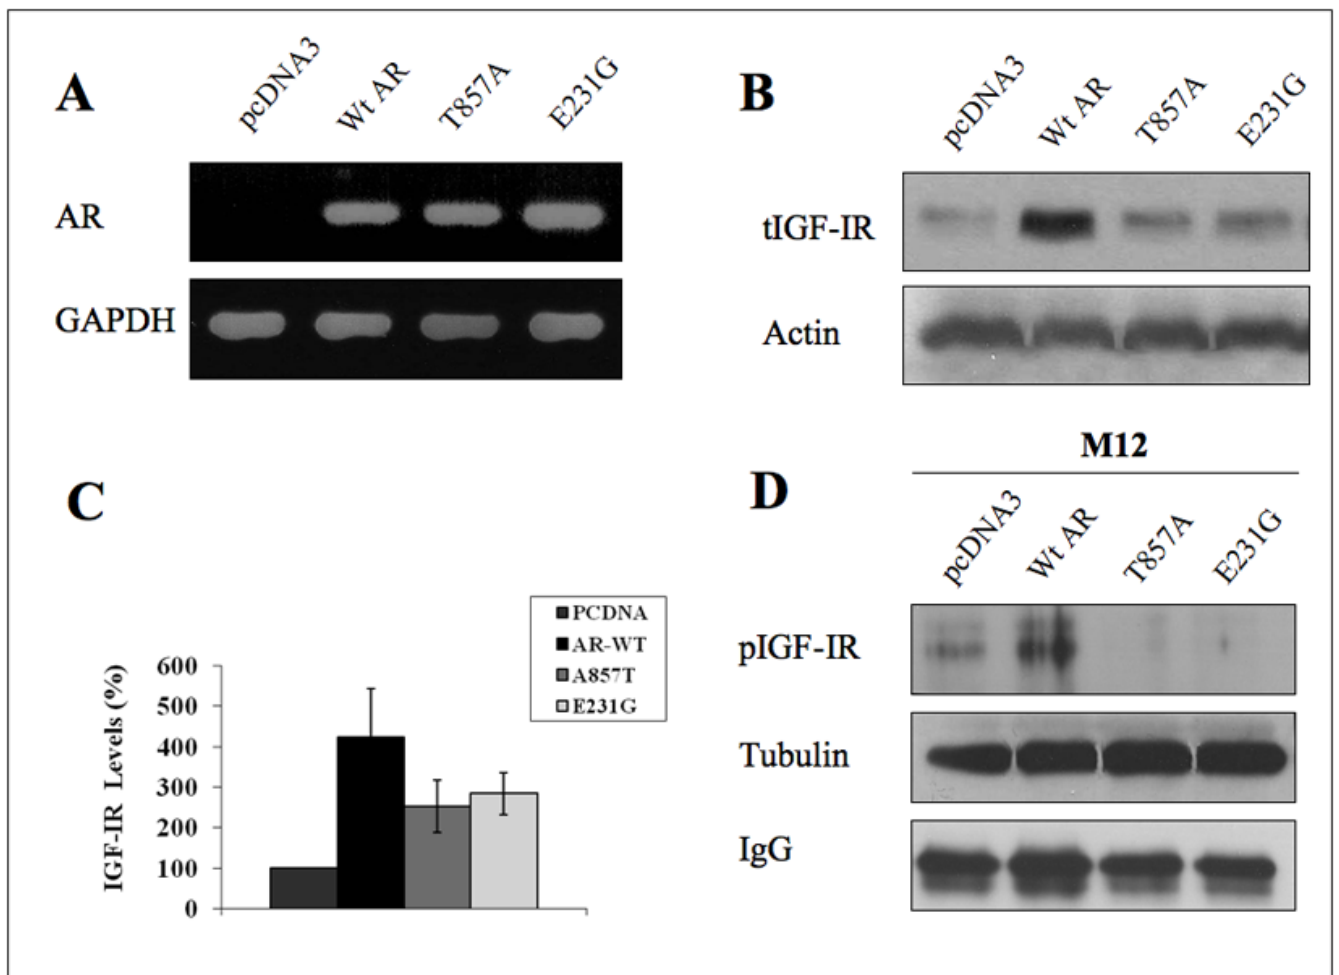 A
pcDNA3
Wt AR
T857A
E231G
AR
GAPDH
B
pcDNA3
Wt AR
T857A
E231G
tIGF-IR
Actin
C
PCDNA
AR-WT
A857T
E231G
IGF-IR Levels (%)
600
500
400
300
200
100
0
D
M12
pcDNA3
Wt AR
T857A
E231G
pIGF-IR
Tubulin
IgG